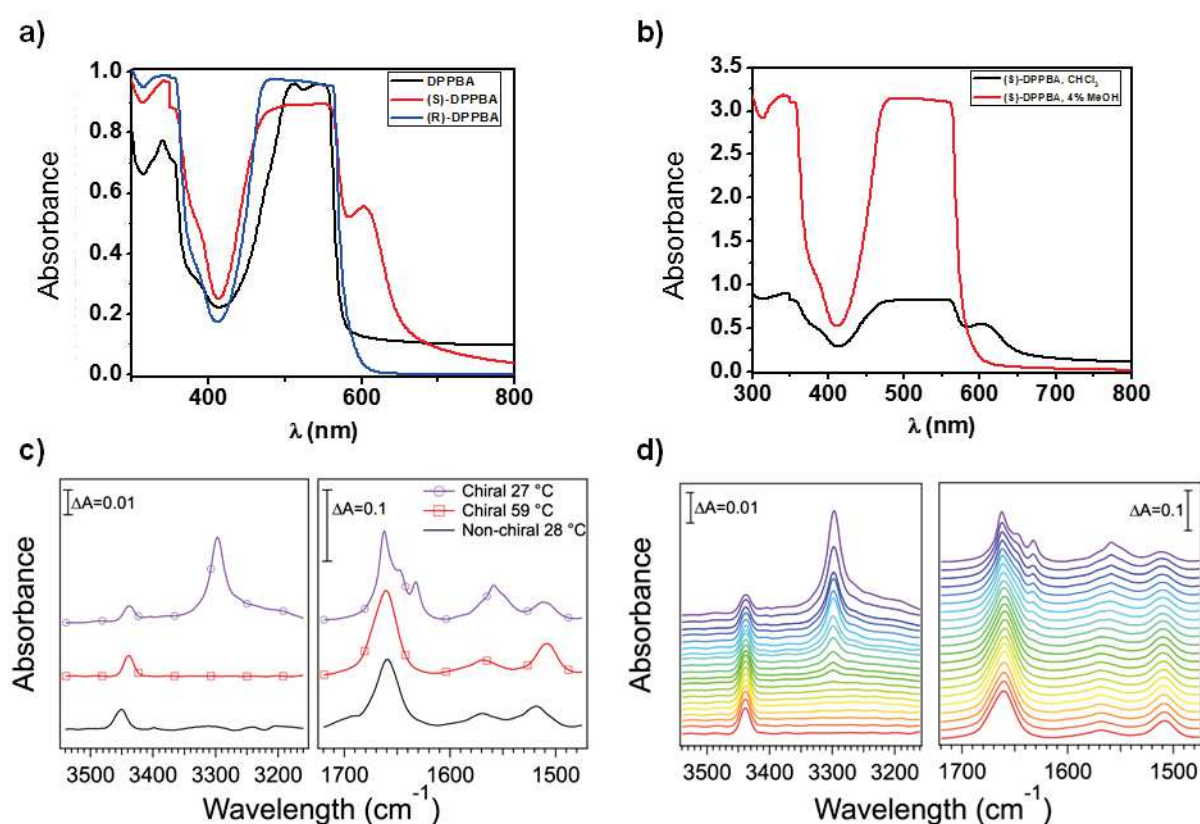 a)
DPPBA
(S)-DPPBA
(R)-DPPBA
1.0
0.8
0.6
0.4
0.2
0.0
Absorbance
400
600
800
λ (nm)
b)
(S)-DPPBA, CHCl3
(S)-DPPBA, 4% MeOH
3.5
3.0
2.5
2.0
1.5
1.0
0.5
0.0
Absorbance
300
400
500
600
700
800
λ (nm)
c)
ΔA=0.01
ΔA=0.1
Chiral 27 °C
Chiral 59 °C
Non-chiral 28 °C
Absorbance
3500
3400
3300
3200
1700
1600
1500
Wavelength (cm-1)
d)
ΔA=0.01
ΔA=0.1
Absorbance
3500
3400
3300
3200
1700
1600
1500
Wavelength (cm-1)